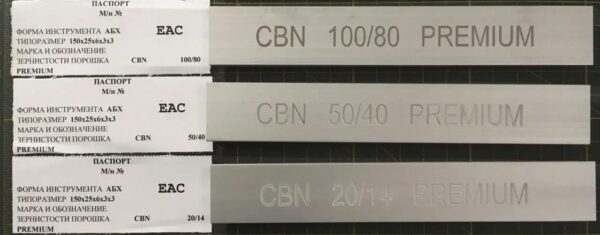 ПАСПОРТ
М/н №
ФОРМА ИНСТРУМЕНТА АБХ EAC
ТИПОРАЗМЕР 150х25х6х3х3
МАРКА И ОБОЗНАЧЕНИЕ
ЗЕРНИСТОСТИ ПОРОШКА CBN 100/80
PREMIUM
CBN 100/80 PREMIUM
ПАСПОРТ
М/н №
ФОРМА ИНСТРУМЕНТА АБХ EAC
ТИПОРАЗМЕР 150х25х6х3х3
МАРКА И ОБОЗНАЧЕНИЕ
ЗЕРНИСТОСТИ ПОРОШКА CBN 50/40
PREMIUM
CBN 50/40 PREMIUM
ПАСПОРТ
М/н №
ФОРМА ИНСТРУМЕНТА АБХ EAC
ТИПОРАЗМЕР 150х25х6х3х3
МАРКА И ОБОЗНАЧЕНИЕ
ЗЕРНИСТОСТИ ПОРОШКА CBN 20/14
PREMIUM
CBN 20/14 PREMIUM